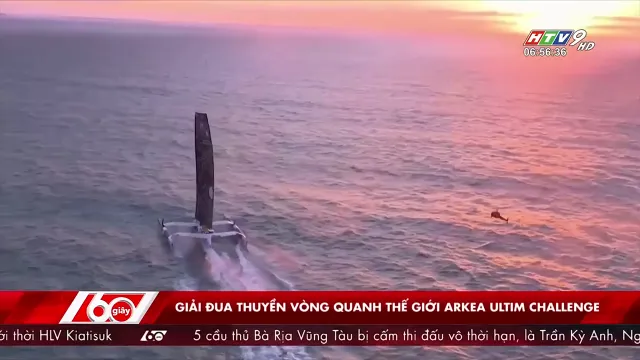 HTV9 HD
06:56:36
60 giây
GIẢI ĐUA THUYỀN VÒNG QUANH THẾ GIỚI ARKEA ULTIM CHALLENGE
ới thời HLV Kiatisuk 60 giây 5 cầu thủ Bà Rịa Vũng Tàu bị cấm thi đấu vô thời hạn, là Trần Kỳ Anh, Ng